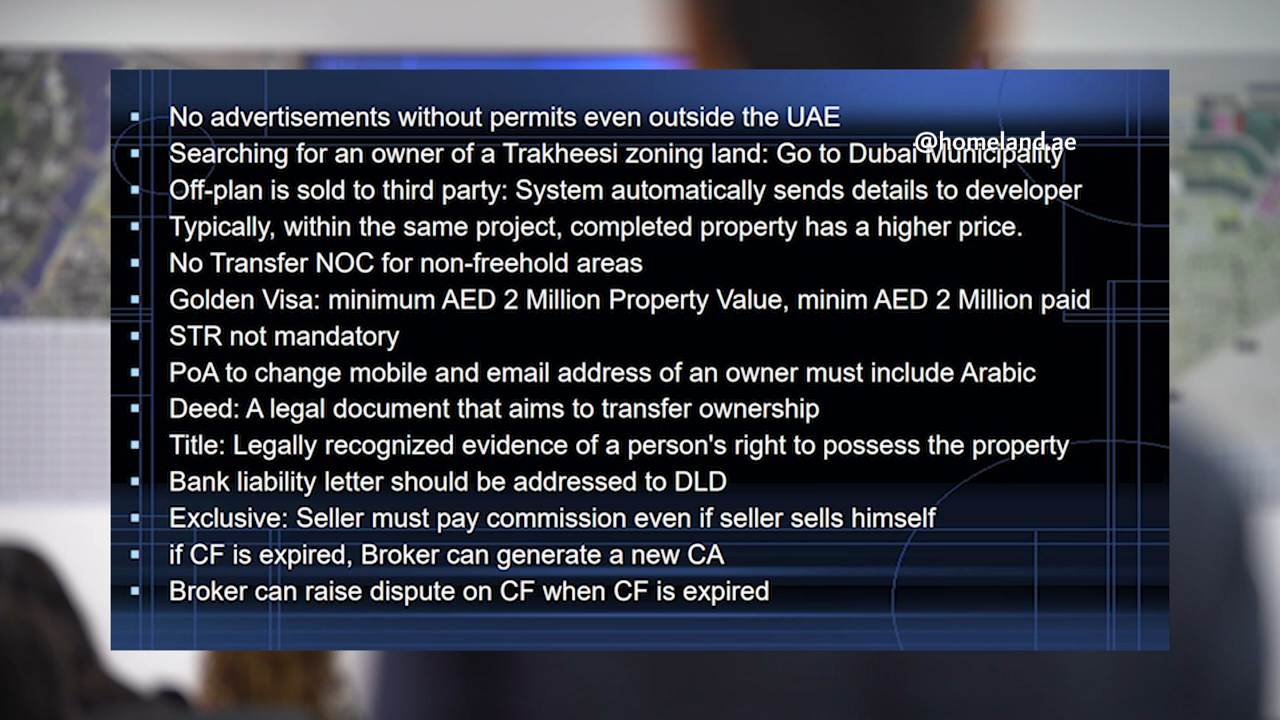 No advertisements without permits even outside the UAE
@homeland.ae
Searching for an owner of a Trakheesi zoning land: Go to Dubai Municipality
Off-plan is sold to third party: System automatically sends details to developer
Typically, within the same project, completed property has a higher price.
No Transfer NOC for non-freehold areas
Golden Visa: minimum AED 2 Million Property Value, minim AED 2 Million paid
STR not mandatory
PoA to change mobile and email address of an owner must include Arabic
Deed: A legal document that aims to transfer ownership
Title: Legally recognized evidence of a person's right to possess the property
Bank liability letter should be addressed to DLD
Exclusive: Seller must pay commission even if seller sells himself
if CF is expired, Broker can generate a new CA
Broker can raise dispute on CF when CF is expired